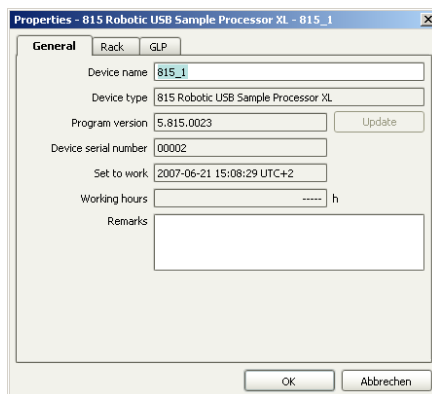 Properties - 815 Robotic USB Sample Processor XL - 815_1
General Rack GLP
Device name 815_1
Device type 815 Robotic USB Sample Processor XL
Program version 5.815.0023 Update
Device serial number 00002
Set to work 2007-06-21 15:08:29 UTC+2
Working hours ----- h
Remarks
OK Abbrechen